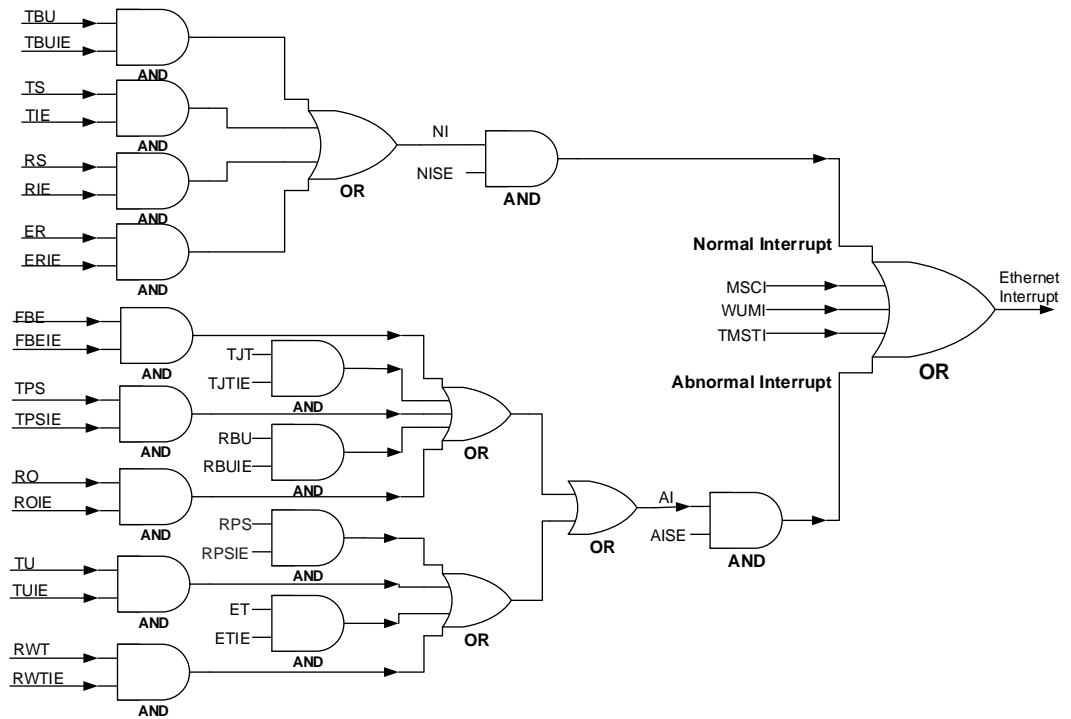 TBU
TBUIE
AND
TS
TIE
AND
RS
RIE
AND
ER
ERIE
AND
OR
NI
NISE
AND
Normal Interrupt
MSCI
WUMI
TMSTI
Abnormal Interrupt
OR
Ethernet
Interrupt
FBE
FBEIE
AND
TJT
TJTIE
AND
TPS
TPSIE
AND
RBU
RBUIE
AND
RO
ROIE
AND
OR
RPS
RPSIE
AND
TU
TUIE
AND
ET
ETIE
AND
RWT
RWTIE
AND
OR
OR
AI
AISE
AND